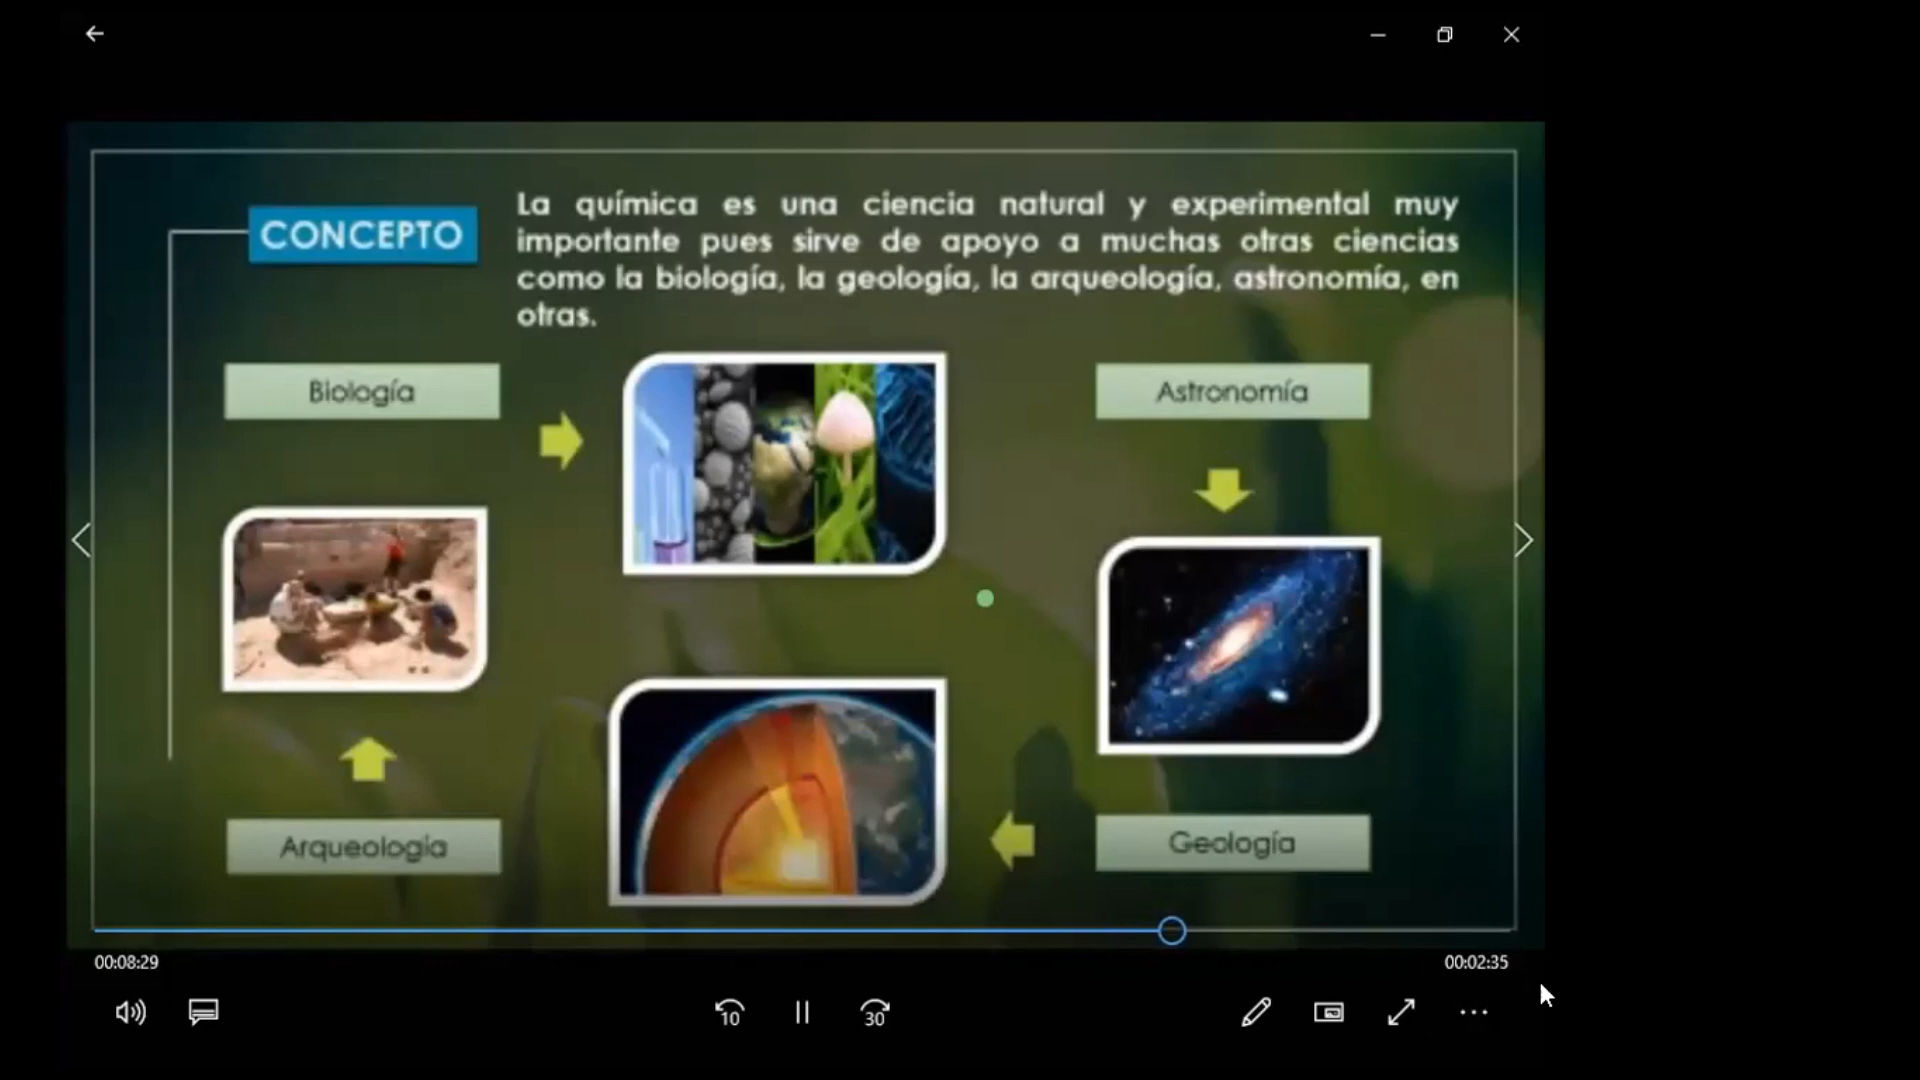 CONCEPTO
La química es una ciencia natural y experimental muy
importante pues sirve de apoyo a muchas otras ciencias
como la biología, la geología, la arqueología, astronomía, en
otras.
Biología
Astronomía
Arqueología
Geología
00:08:29
00:02:35
10
30